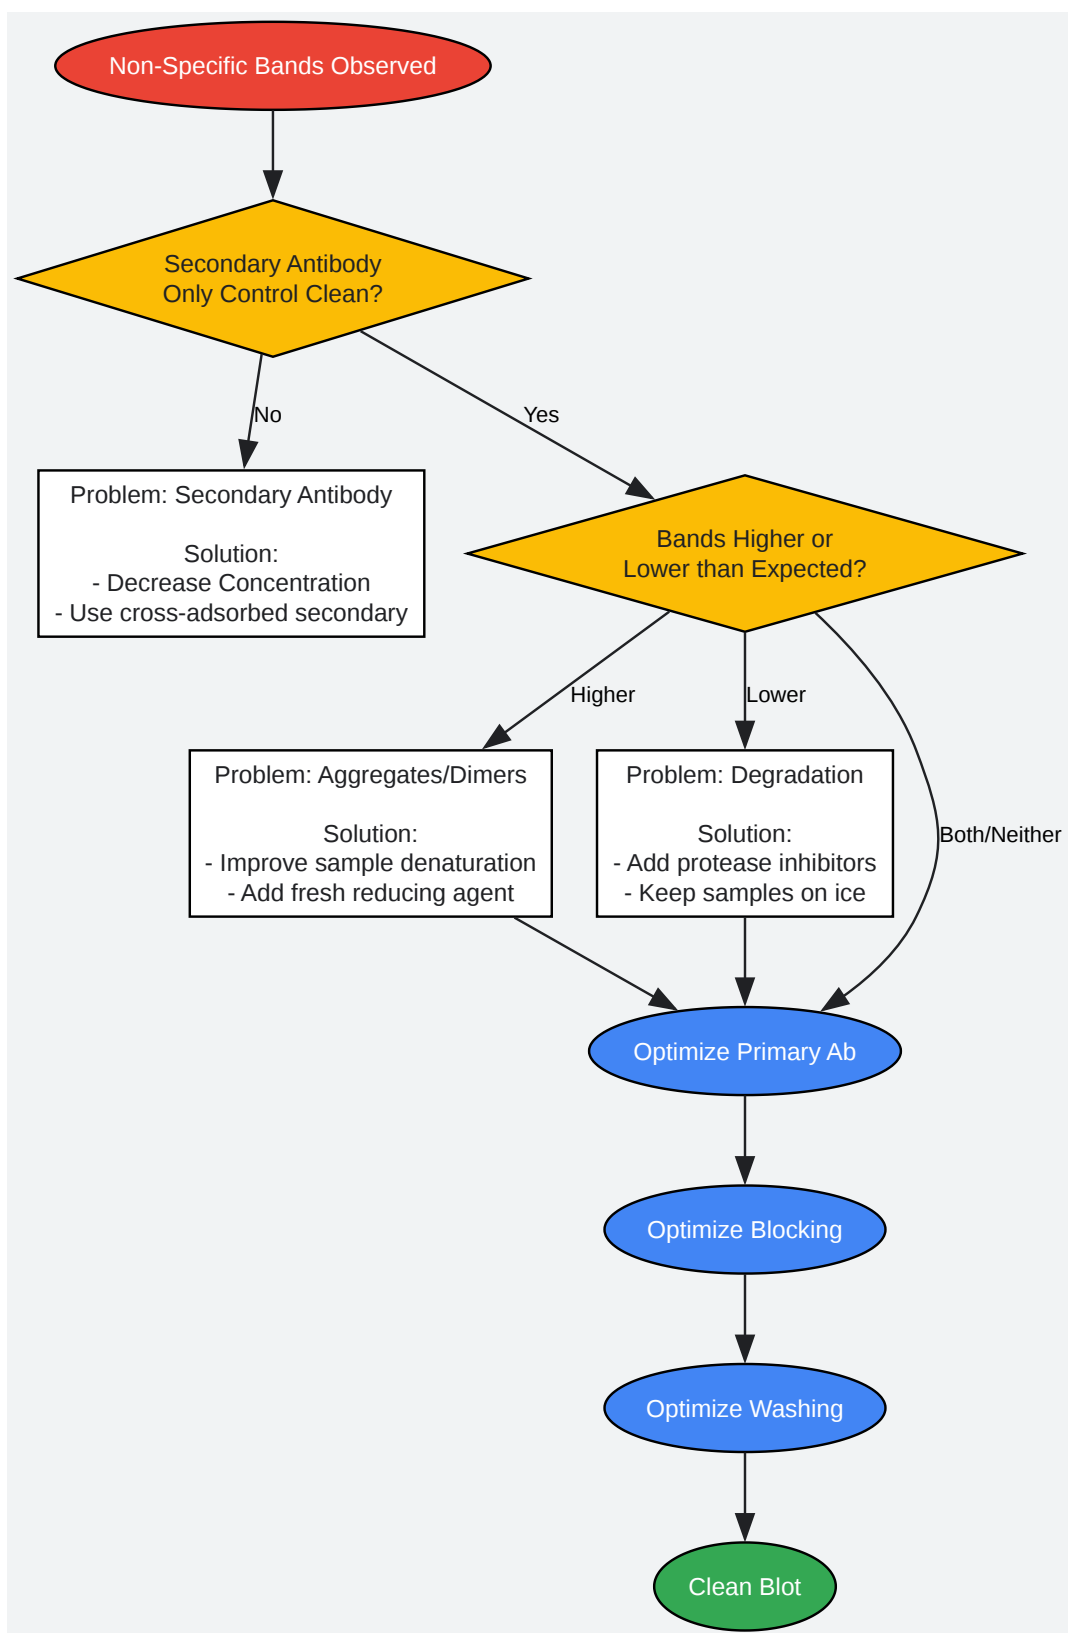 Non-Specific Bands Observed
Secondary Antibody
Only Control Clean?
No
Yes
Problem: Secondary Antibody
Solution:
- Decrease Concentration
- Use cross-adsorbed secondary
Bands Higher or
Lower than Expected?
Higher
Lower
Both/Neither
Problem: Aggregates/Dimers
Solution:
- Improve sample denaturation
- Add fresh reducing agent
Problem: Degradation
Solution:
- Add protease inhibitors
- Keep samples on ice
Optimize Primary Ab
Optimize Blocking
Optimize Washing
Clean Blot